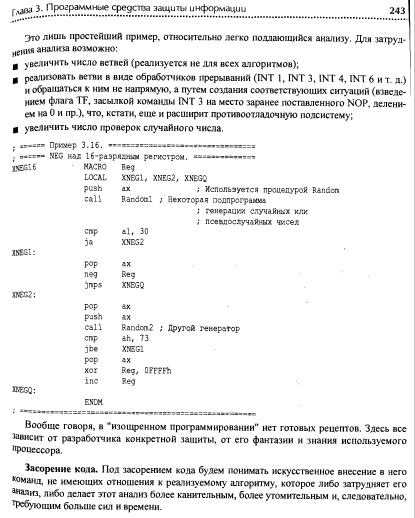 Глава 3. Программные средства защиты информации 243
Это лишь простейший пример, относительно легко поддающийся анализу. Для затруд-
нения анализа возможно:
■ увеличить число ветвей (реализуется не для всех алгоритмов);
■ реализовать ветви в виде обработчиков прерываний (INT 1, INT 3, INT 4, INT 6 и т. д.)
и обращаться к ним не напрямую, а путем создания соответствующих ситуаций (взведе-
нием флага TF, засылкой команды INT 3 на место заранее поставленного NOP, делени-
ем на 0 и пр.), что, кстати, еще и расширит противоотладочную подсистему;
■ увеличить число проверок случайного числа.
; ====== Пример 3.16. ==================================
; ====== NEG над 16-разрядным регистром. ==============
XNEG16 MACRO Reg
LOCAL XNEG1, XNEG2, XNEGQ
push ax ; Используется процедурой Random
call Random1 ; Некоторая подпрограмма
; генерации случайных или
; псевдослучайных чисел
cmp al, 30
ja XNEG2
XNEG1:
pop ax
neg Reg
jmps XNEGQ
XNEG2:
pop ax
push ax
call Random2 ; Другой генератор
cmp ah, 73
jbe XNEG1
pop ax
xor Reg, 0FFFFh
inc Reg
XNEGQ:
ENDM
; ====================================================
Вообще говоря, в "изощренном программировании" нет готовых рецептов. Здесь все
зависит от разработчика конкретной защиты, от его фантазии и знания используемого
процессора.
Засорение кода. Под засорением кода будем понимать искусственное внесение в него
команд, не имеющих отношения к реализуемому алгоритму, которое либо затрудняет его
анализ, либо делает этот анализ более канительным, более утомительным и, следовательно,
требующим больше сил и времени.